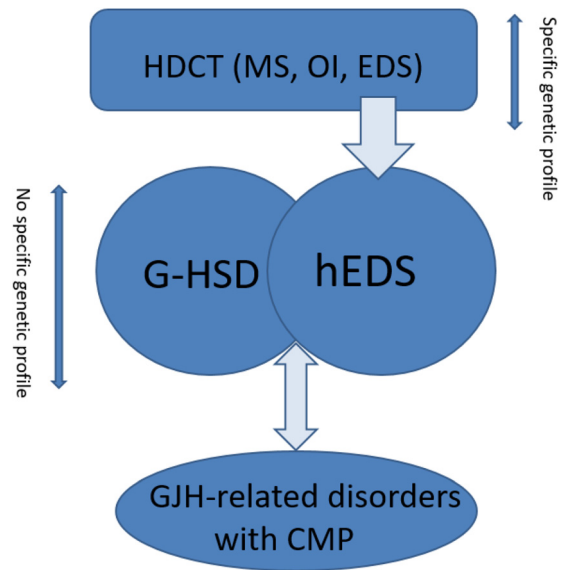 HDCT (MS, OI, EDS)
Specific genetic profile
No specific genetic profile
G-HSD
hEDS
GJH-related disorders
with CMP